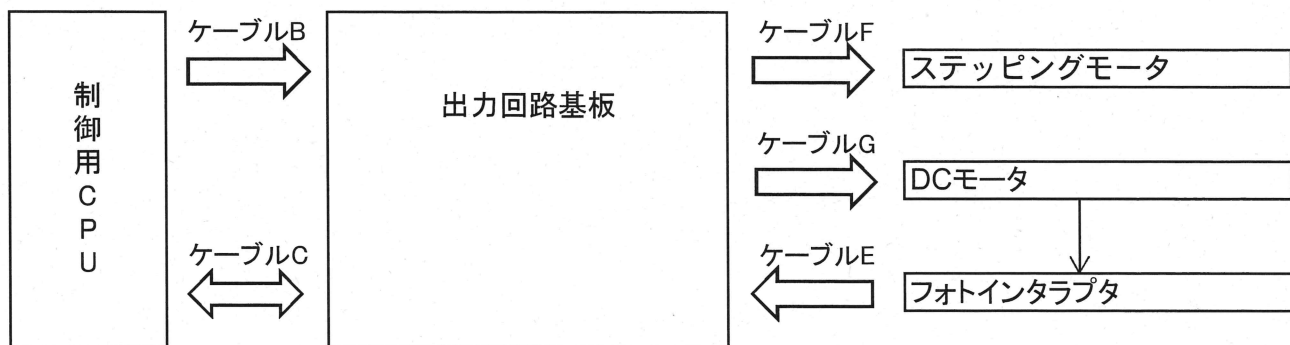 制御用CPU
ケーブルB
ケーブルC
出力回路基板
ケーブルF
ステッピングモータ
ケーブルG
DCモータ
ケーブルE
フォトインタラプタ